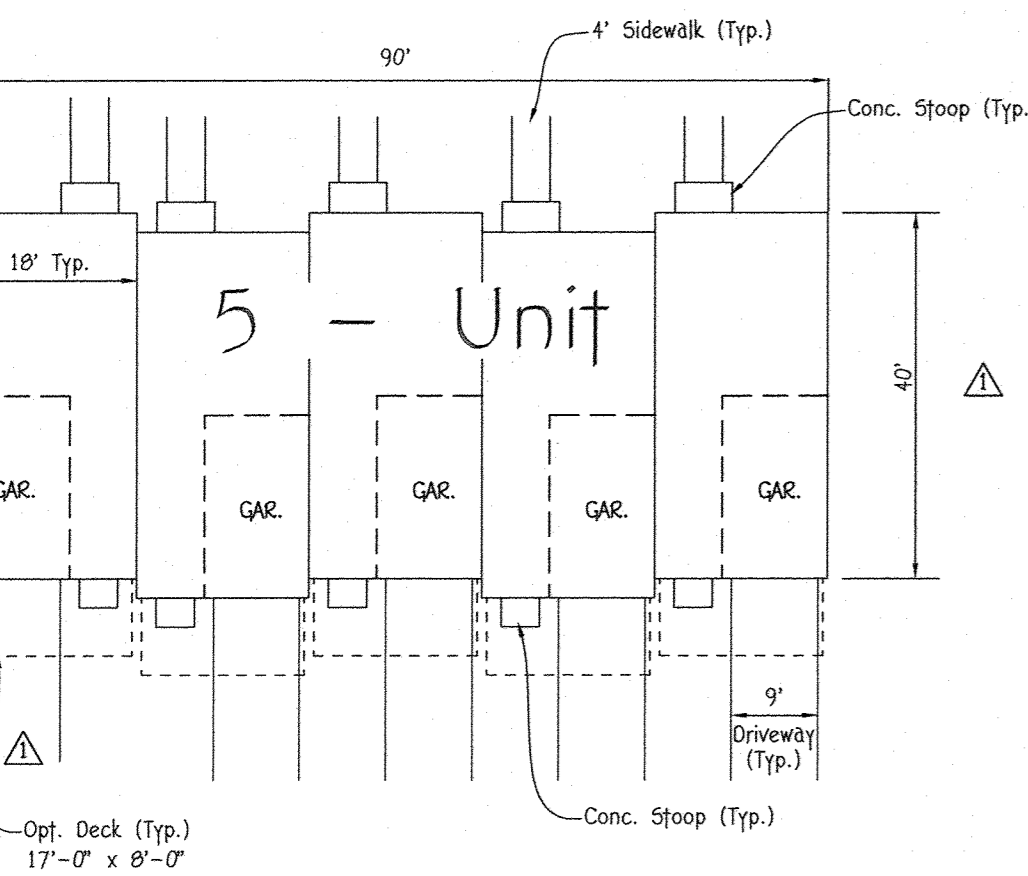 4' Sidewalk (Typ.)
90'
Conc. Stoop (Typ.
18' Typ.
5 - Unit
40'
1
GAR.
GAR.
GAR.
GAR.
GAR.
9'
Driveway
(Typ.)
1
Conc. Stoop (Typ.)
Opt. Deck (Typ.)
17'-0" x 8'-0"